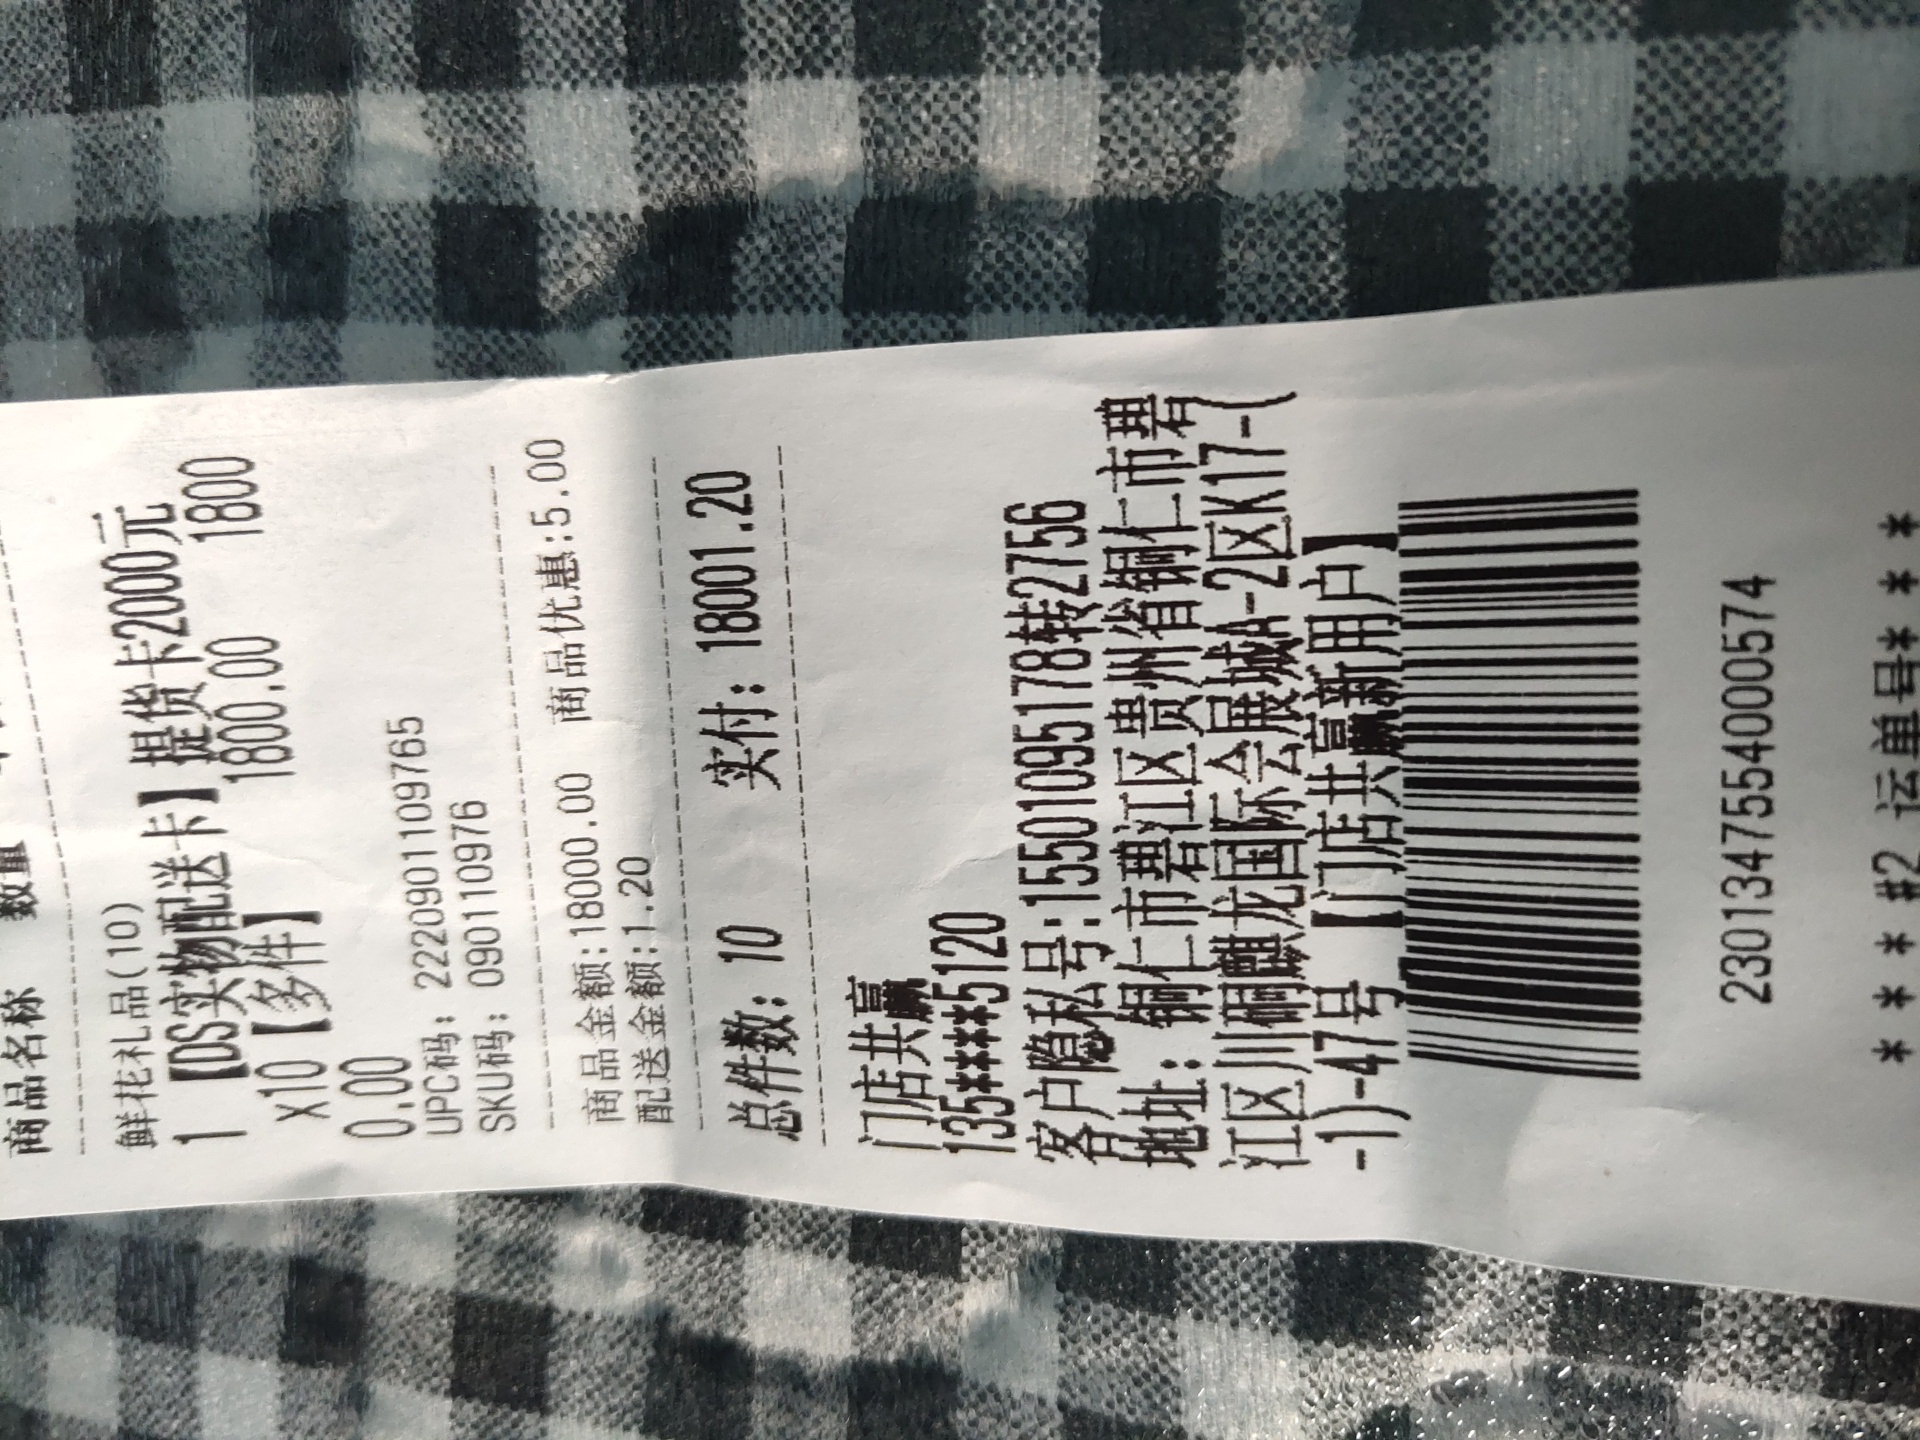 商品名称 数量
鲜花礼品(10)
1 【DS实物配送卡】提货卡2000元
x10【多件】 1800.00 1800
0.00
UPC码: 2220901109765
SKU码: 0901109976
商品金额:18000.00 商品优惠:5.00
配送金额:1.20
总件数: 10 实付: 18001.20
门店共赢
135****5120
客户隐私号:15501095178转2756
地址: 铜仁市碧江区贵州省铜仁市碧
江区川硐麒龙国际会展城A-2区K17-(
-1)-47号【门店共赢新用户】
2301347554000574
* * * * #2 运单号* * *